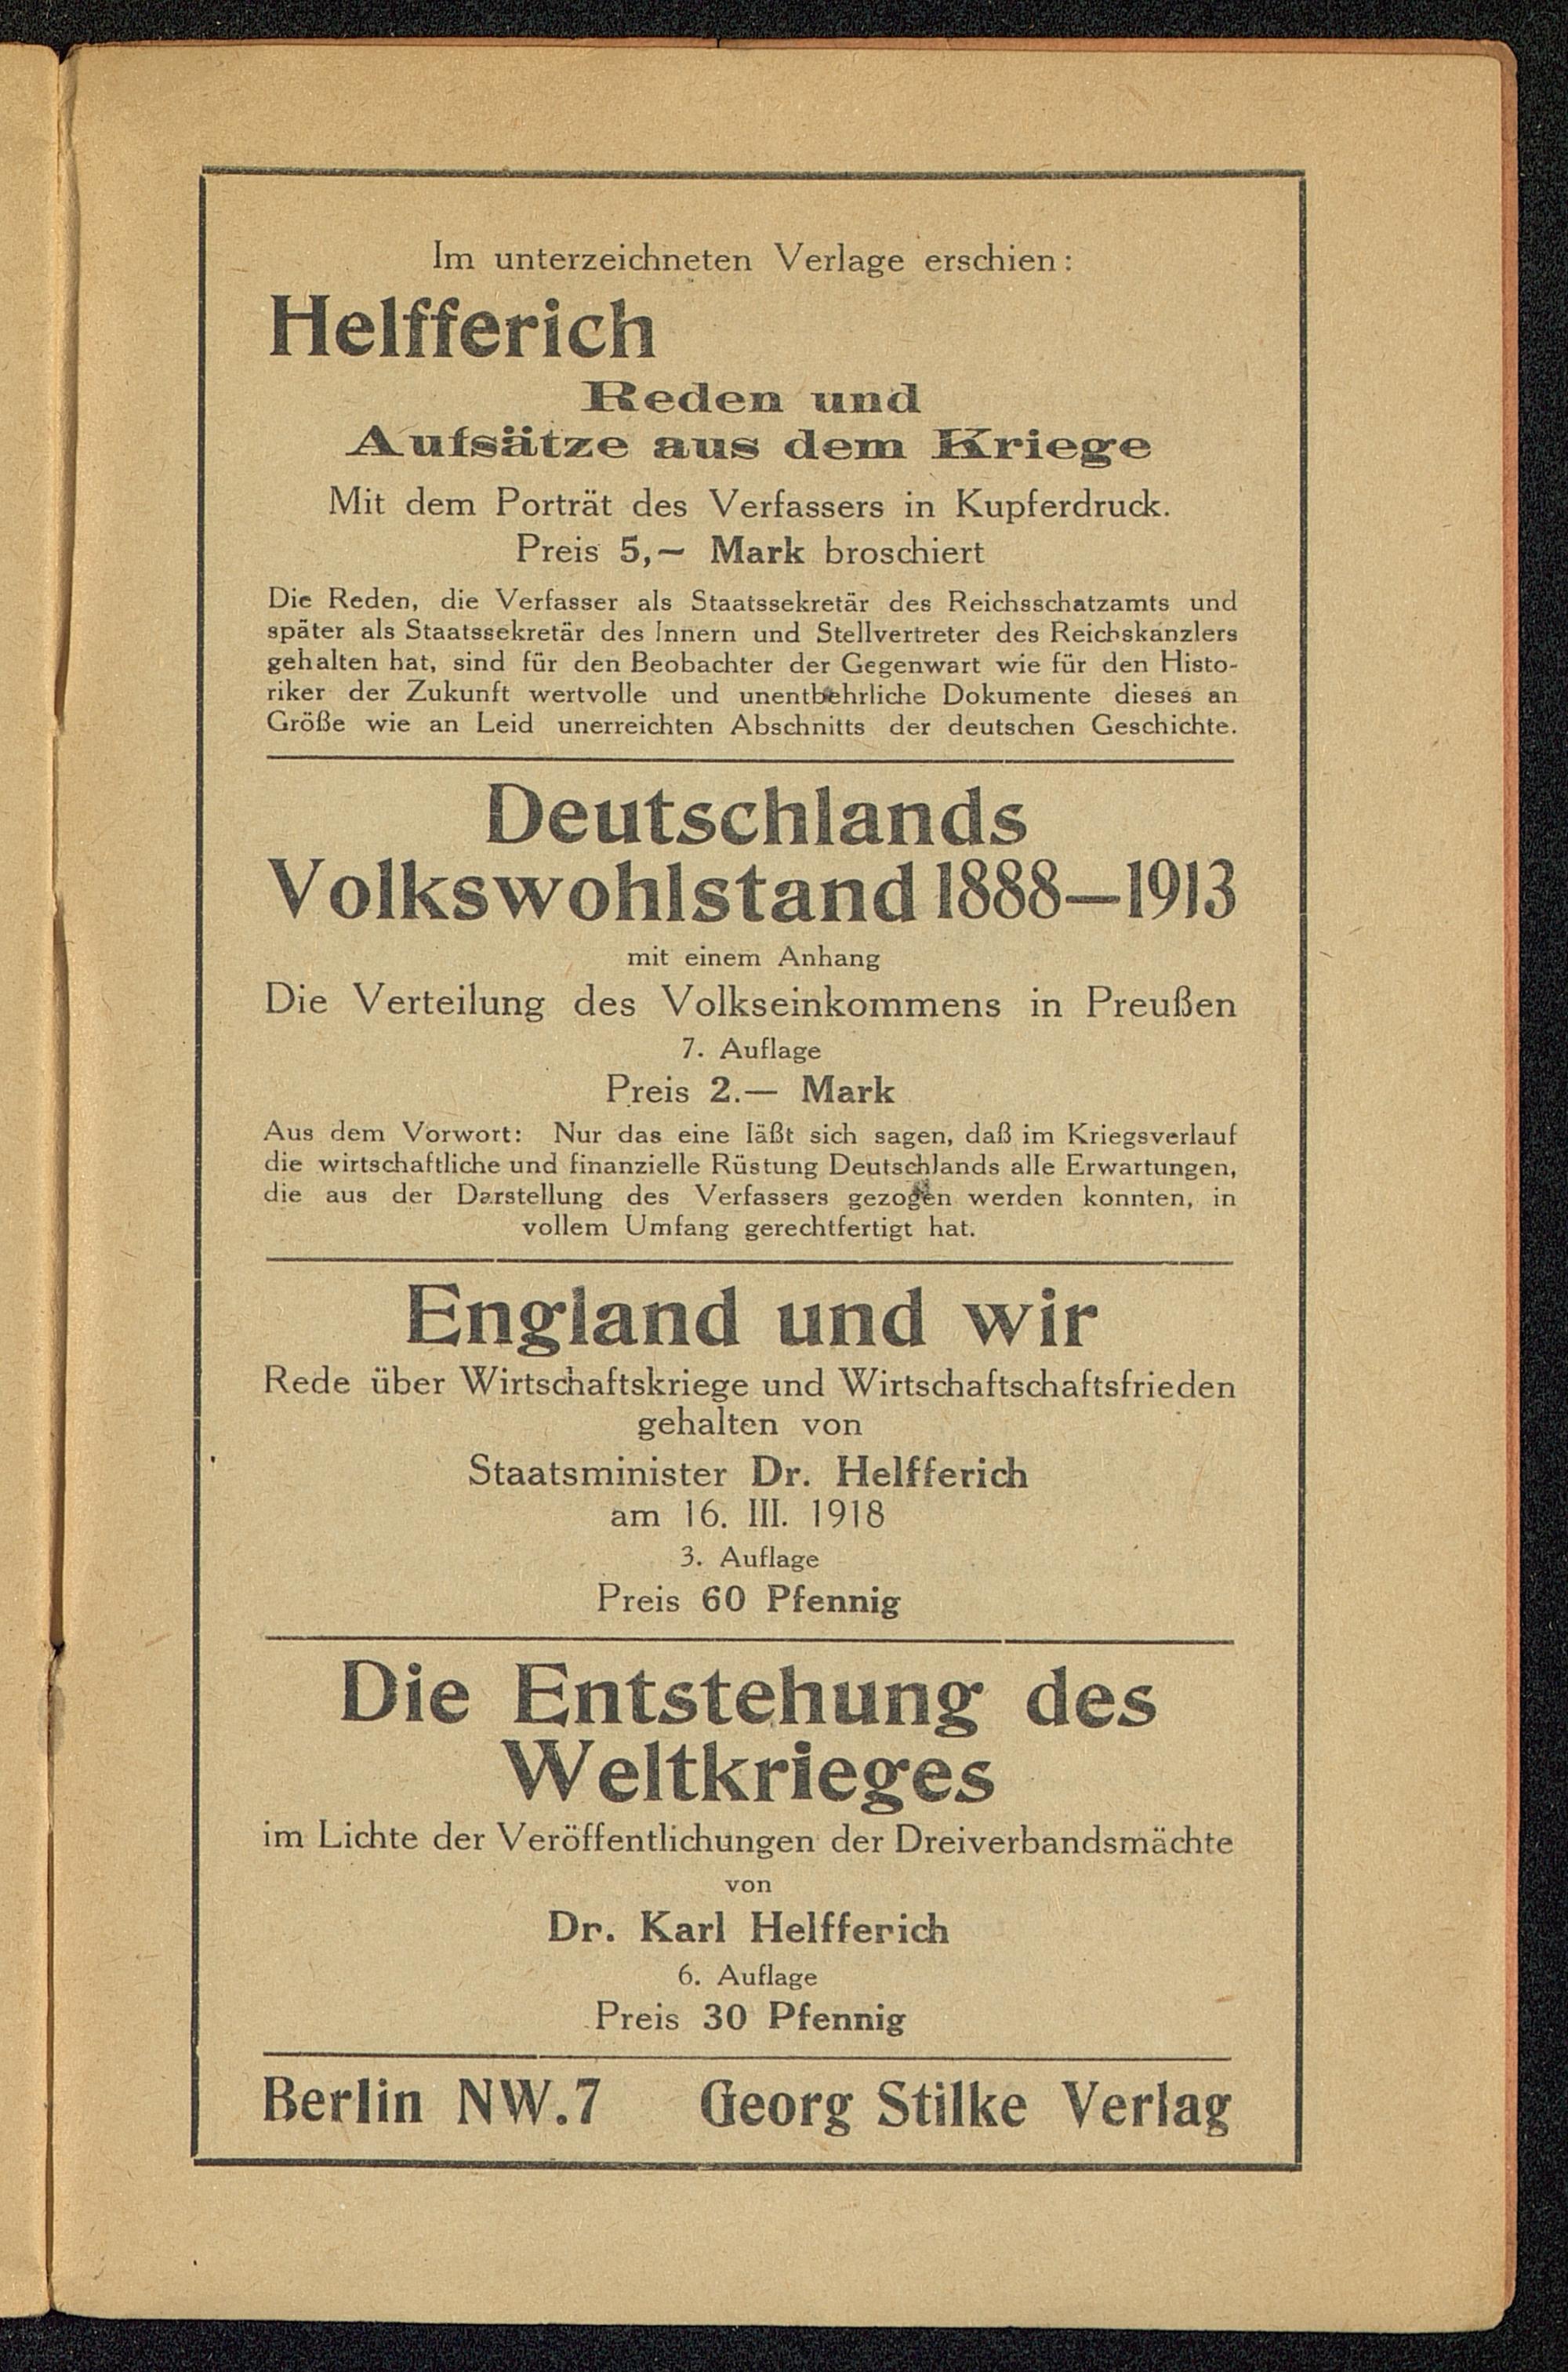 Im unterzeichneten Verlage erschien:
Helfferich
Reden und
Aufsätze aus dem Kriege
Mit dem Porträt des Verfassers in Kupferdruck.
Preis 5,— Mark broschiert
Die Reden, die Verfasser als Staatssekretär des Reichsschatzamts und
später als Staatssekretär des Innern und Stellvertreter des Reichskanzlers
gehalten hat, sind für den Beobachter der Gegenwart wie für den Histo-
riker der Zukunft wertvolle und unentbehrliche Dokumente dieses an
Größe wie an Leid unerreichten Abschnitts der deutschen Geschichte.
Deutschlands
Volkswohlstand 1888—1913
mit einem Anhang
Die Verteilung des Volkseinkommens in Preußen
7. Auflage
Preis 2.— Mark
Aus dem Vorwort: Nur das eine läßt sich sagen, daß im Kriegsverlauf
die wirtschaftliche und finanzielle Rüstung Deutschlands alle Erwartungen,
die aus der Darstellung des Verfassers gezogen werden konnten, in
vollem Umfang gerechtfertigt hat.
England und wir
Rede über Wirtschaftskriege und Wirtschaftschaftsfrieden
gehalten von
Staatsminister Dr. Helfferich
am 16. III. 1918
3. Auflage
Preis 60 Pfennig
Die Entstehung des
Weltkrieges
im Lichte der Veröffentlichungen der Dreiverbandsmächte
von
Dr. Karl Helfferich
6. Auflage
Preis 30 Pfennig
Berlin NW.7 Georg Stilke Verlag